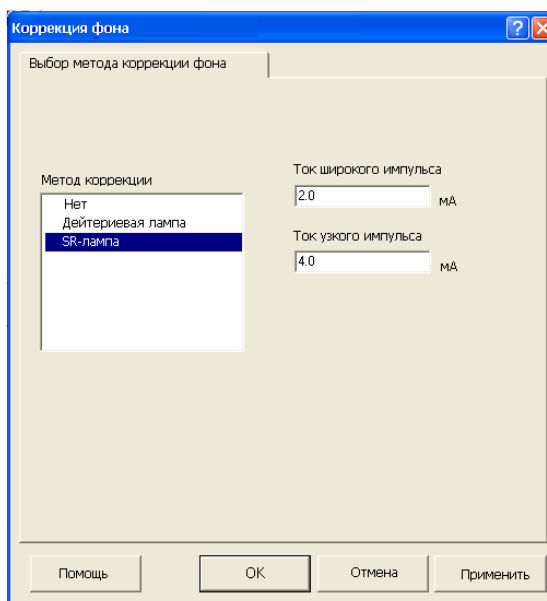 Коррекция фона
Выбор метода коррекции фона
Метод коррекции
Нет
Дейтериевая лампа
SR-лампа
Ток широкого импульса
2.0 мА
Ток узкого импульса
4.0 мА
Помощь OK Отмена Применить